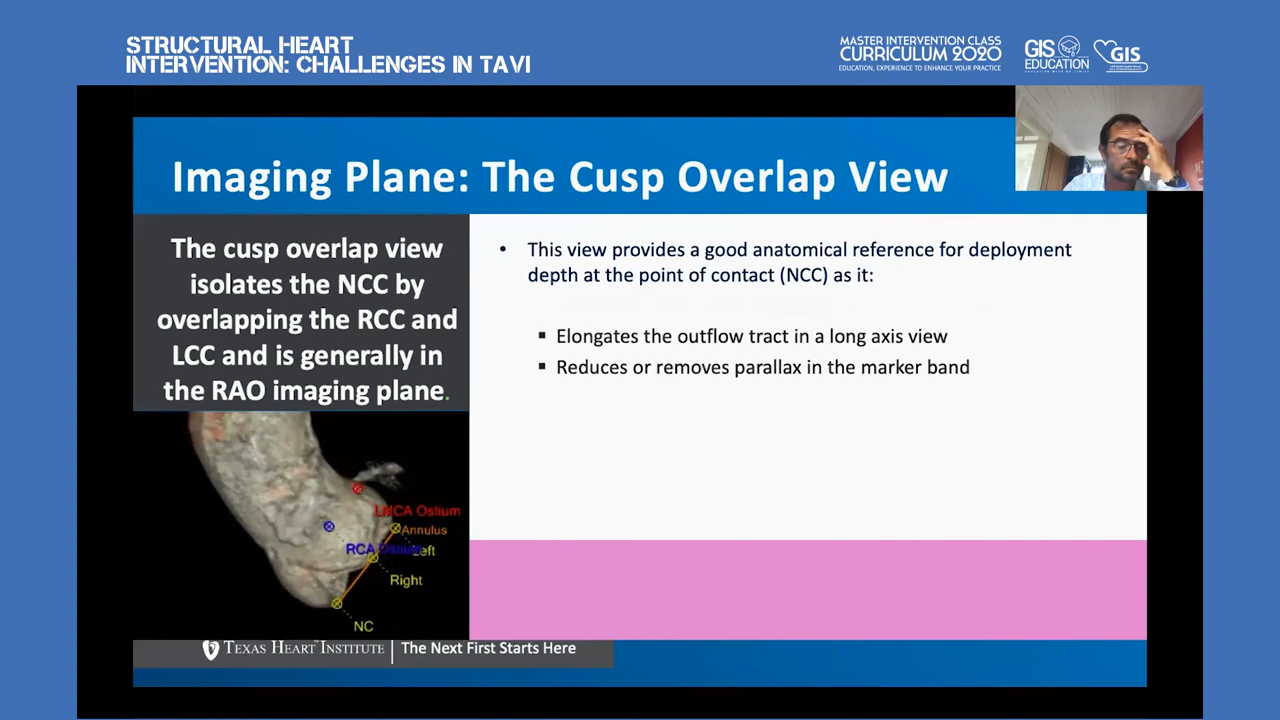 STRUCTURAL HEART
INTERVENTION: CHALLENGES IN TAVI
MASTER INTERVENTION CLASS
CURRICULUM 2020
EDUCATION, EXPERIENCE TO ENHANCE YOUR PRACTICE
GIS
EDUCATION
GIS
Imaging Plane: The Cusp Overlap View
The cusp overlap view
isolates the NCC by
overlapping the RCC and
LCC and is generally in
the RAO imaging plane.
• This view provides a good anatomical reference for deployment
depth at the point of contact (NCC) as it:
▪ Elongates the outflow tract in a long axis view
▪ Reduces or removes parallax in the marker band
LMCA Ostium
Annulus
RCA Ostium
Left
Right
NC
TEXAS HEART INSTITUTE
The Next First Starts Here